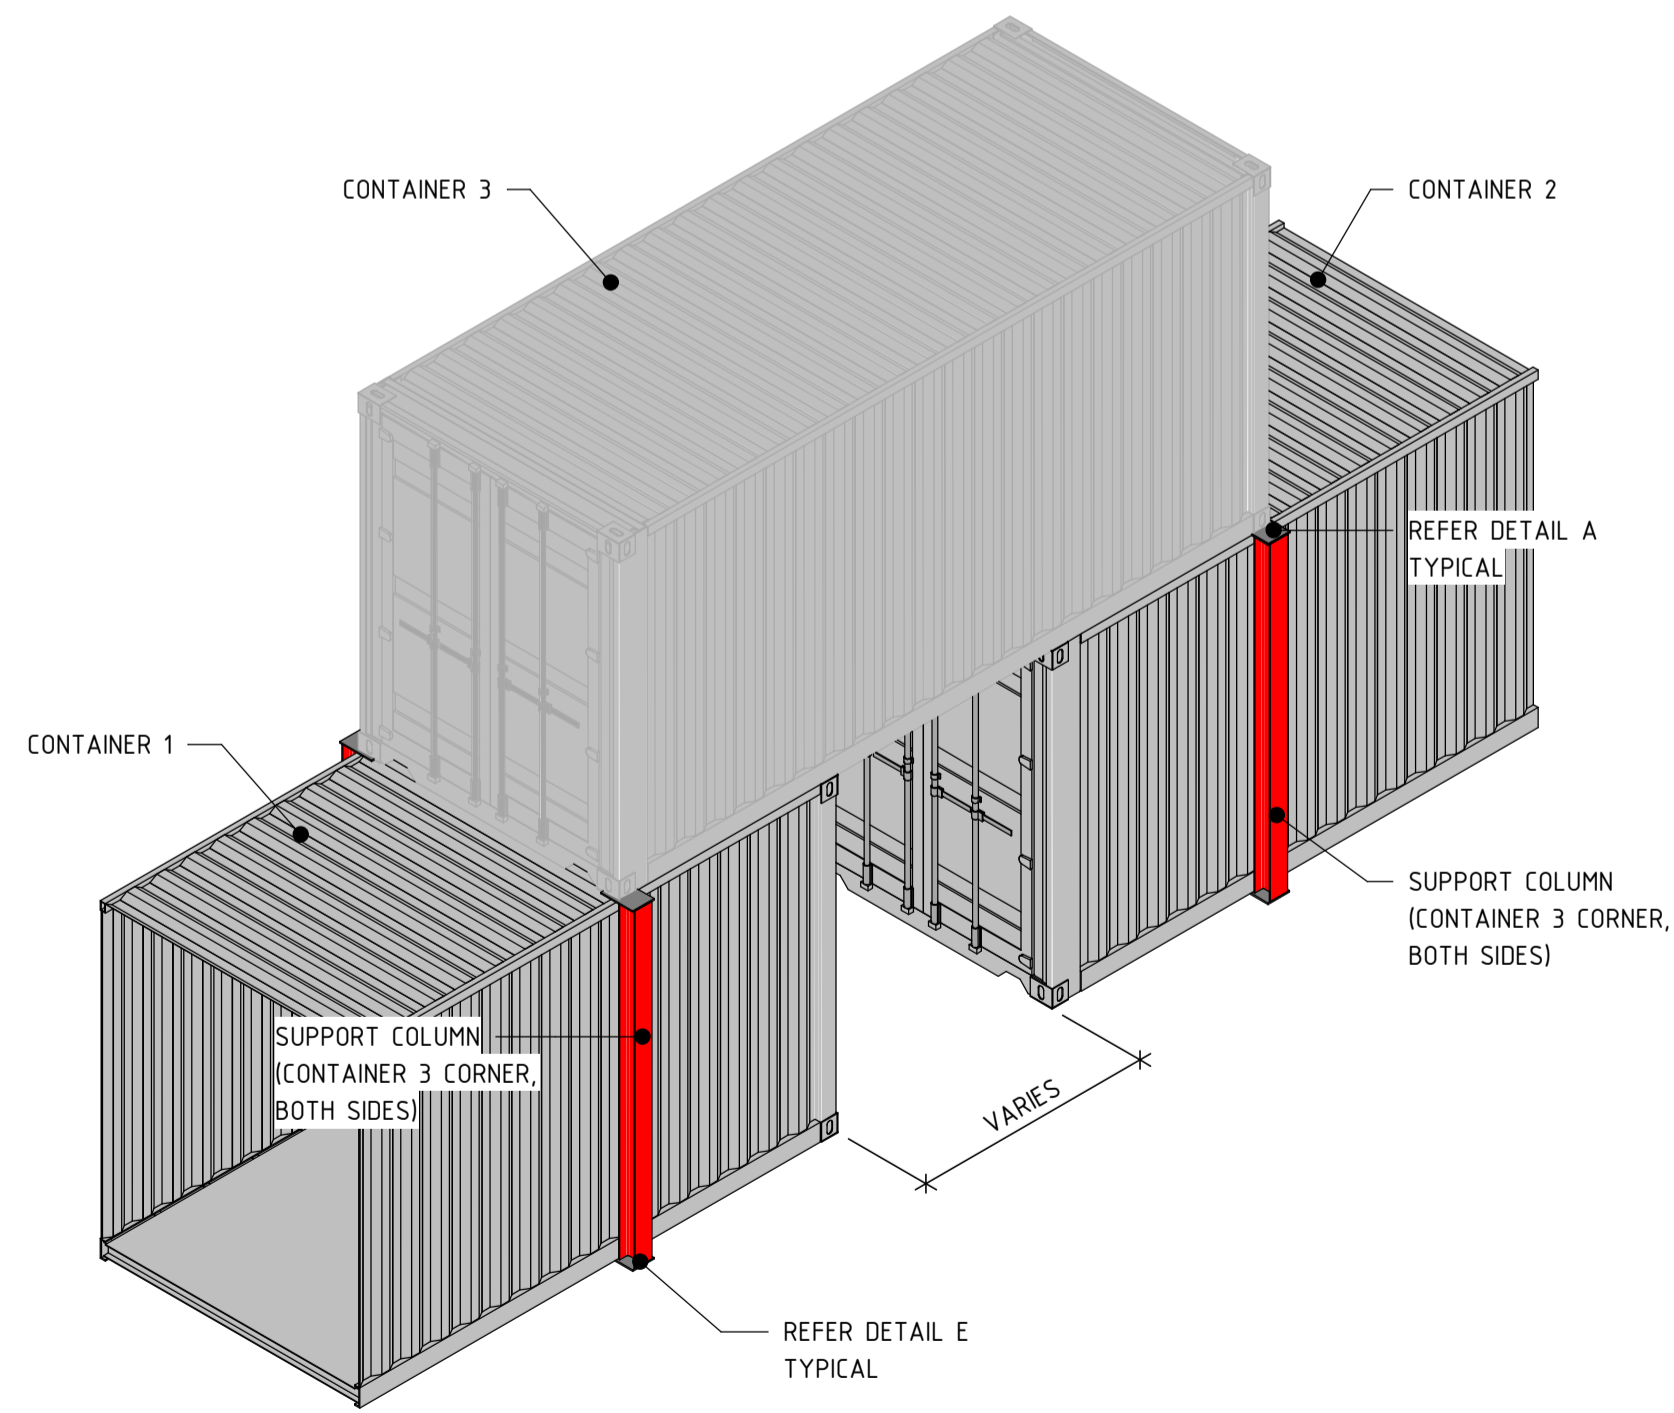 CONTAINER 3
CONTAINER 2
REFER DETAIL A
TYPICAL
CONTAINER 1
SUPPORT COLUMN
(CONTAINER 3 CORNER,
BOTH SIDES)
SUPPORT COLUMN
(CONTAINER 3 CORNER,
BOTH SIDES)
VARIES
REFER DETAIL E
TYPICAL